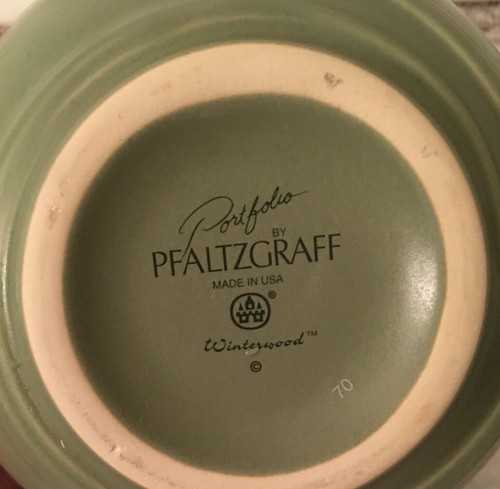 Portfolio
BY
PFALTZGRAFF
MADE IN USA
®
Winterwood™
©
70